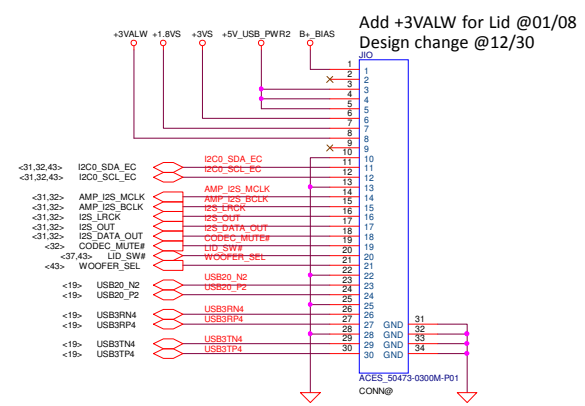 Add +3VALW for Lid @01/08
Design change @12/30
+3VALW +1.8VS +3VS +5V_USB_PWR2 B+_BIAS
JIO
1 1
2 2
3 3
4 4
5 5
6 6
7 7
8 8
9 9
10 10
<31,32,43> I2C0_SDA_EC I2C0_SDA_EC 11 11
<31,32,43> I2C0_SCL_EC I2C0_SCL_EC 12 12
13 13
<31,32> AMP_I2S_MCLK AMP_I2S_MCLK 14 14
<31,32> AMP_I2S_BCLK AMP_I2S_BCLK 15 15
<31,32> I2S_LRCK I2S_LRCK 16 16
<31,32> I2S_OUT I2S_OUT 17 17
<31,32> I2S_DATA_OUT I2S_DATA_OUT 18 18
<32> CODEC_MUTE# CODEC_MUTE# 19 19
<37,43> LID_SW# LID_SW# 20 20
<43> WOOFER_SEL WOOFER_SEL 21 21
22 22
<19> USB20_N2 USB20_N2 23 23
<19> USB20_P2 USB20_P2 24 24
25 25
<19> USB3RN4 USB3RN4 26 26
<19> USB3RP4 USB3RP4 27 27 GND 31
28 28 GND 32
<19> USB3TN4 USB3TN4 29 29 GND 33
<19> USB3TP4 USB3TP4 30 30 GND 34
ACES_50473-0300M-P01
CONN@